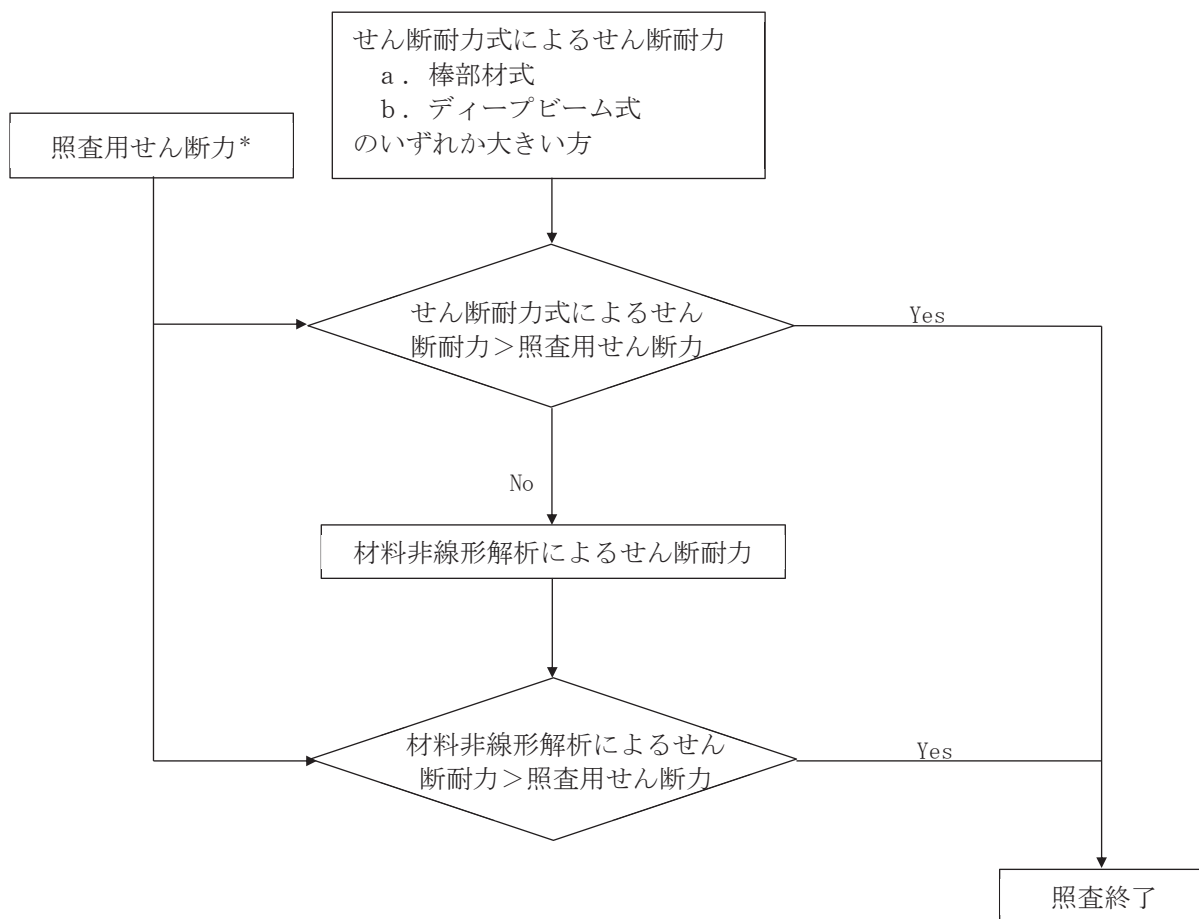 せん断耐力式によるせん断耐力
a．棒部材式
b．ディープビーム式
のいずれか大きい方
照査用せん断力*
せん断耐力式によるせん
断耐力＞照査用せん断力
Yes
No
材料非線形解析によるせん断耐力
材料非線形解析によるせん
断耐力＞照査用せん断力
Yes
照査終了